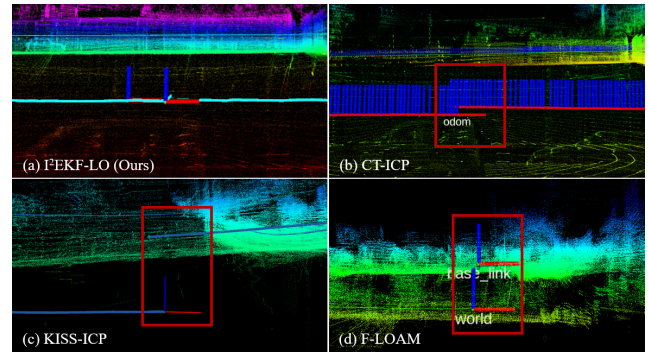 (a) I²EKF-LO (Ours)
odom
(b) CT-ICP
(c) KISS-ICP
base_link
world
(d) F-LOAM